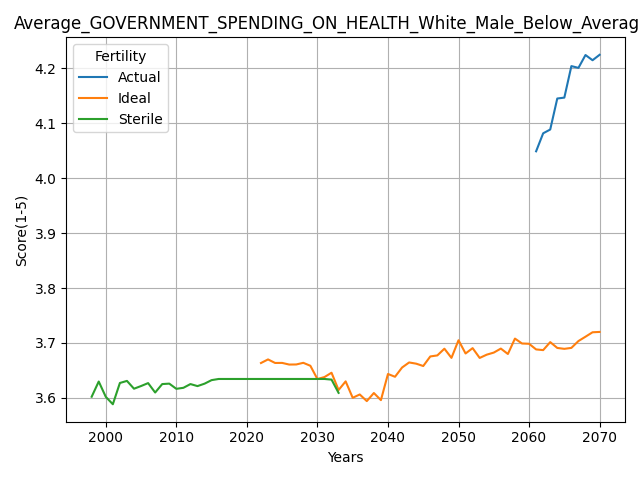 Average_GOVERNMENT_SPENDING_ON_HEALTH_White_Male_Below_Averag
Fertility
Actual
Ideal
Sterile
Score(1-5)
4.2
4.1
4.0
3.9
3.8
3.7
3.6
2000 2010 2020 2030 2040 2050 2060 2070
Years